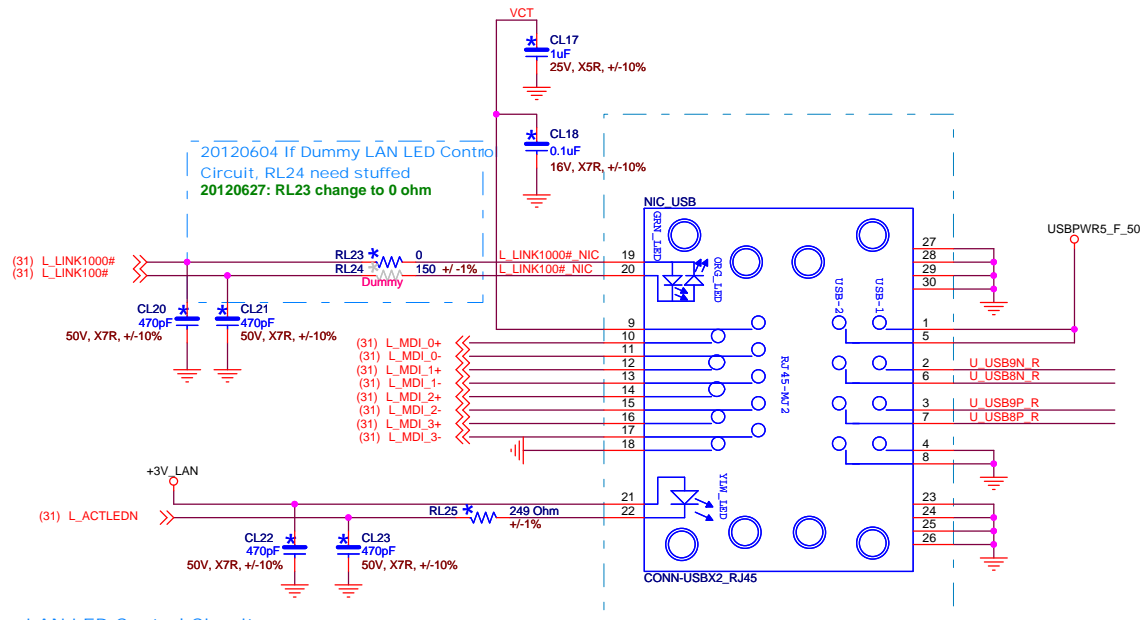 VCT
CL17
1uF
25V, X5R, +/-10%
CL18
0.1uF
16V, X7R, +/-10%
20120604 If Dummy LAN LED Contro
Circuit, RL24 need stuffed
20120627: RL23 change to 0 ohm
NIC_USB
GRN_LED
ORG_LED
USBPWR5_F_50
(31) L_LINK1000#
(31) L_LINK100#
RL23
0
RL24
150 +/-1%
Dummy
L_LINK1000#_NIC
L_LINK100#_NIC
19
20
27
28
29
30
CL20
470pF
50V, X7R, +/-10%
CL21
470pF
50V, X7R, +/-10%
USB-2
USB-1
(31) L_MDI_0+
(31) L_MDI_0-
(31) L_MDI_1+
(31) L_MDI_1-
(31) L_MDI_2+
(31) L_MDI_2-
(31) L_MDI_3+
(31) L_MDI_3-
9
10
11
12
13
14
15
16
17
18
RJ45-MJ2
1
5
2
6
3
7
4
8
U_USB9N_R
U_USB8N_R
U_USB9P_R
U_USB8P_R
+3V_LAN
(31) L_ACTLEDN
RL25
249 Ohm
+/-1%
21
22
YLW_LED
23
24
25
26
CL22
470pF
50V, X7R, +/-10%
CL23
470pF
50V, X7R, +/-10%
CONN-USBX2_RJ45
LAN LED Control Circuit